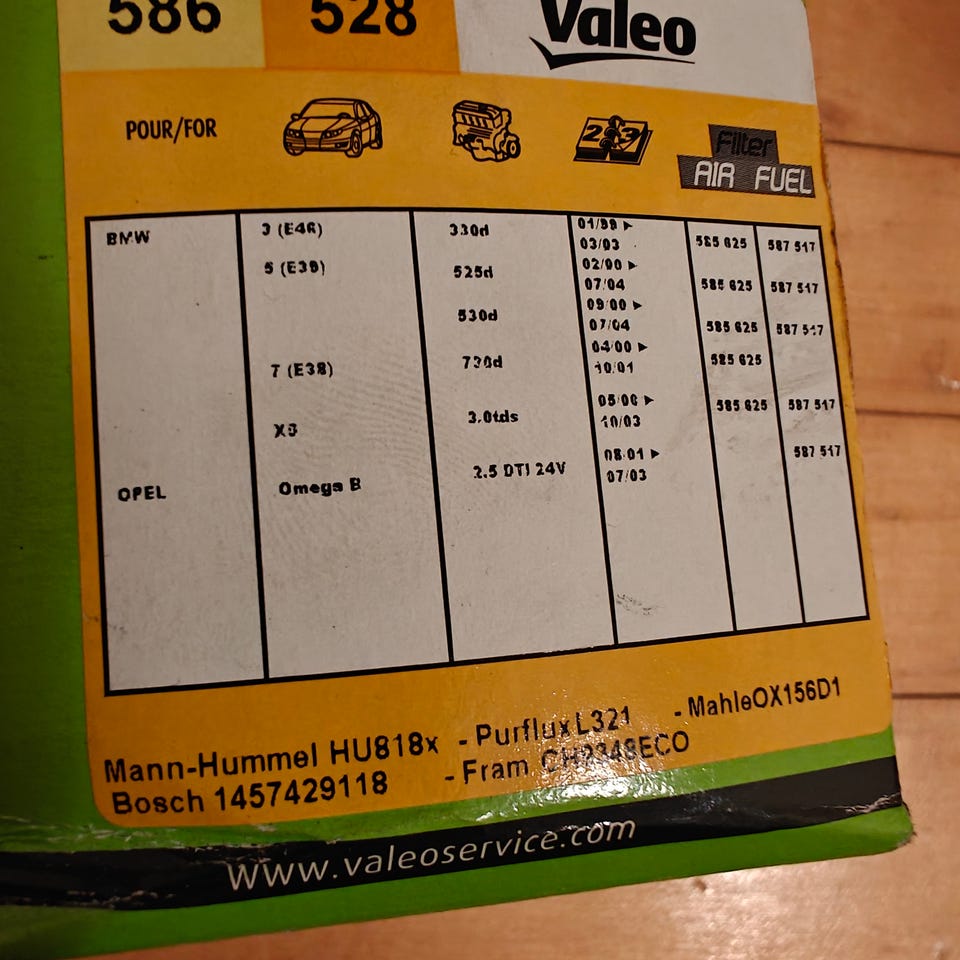 586 528 Valeo
POUR/FOR 2 3 Filter
AIR FUEL
BMW 3 (E46) 330d 01/99 ► 03/03 585 625 587 517
5 (E39) 525d 02/00 ► 07/04 585 625 587 517
530d 09/00 ► 07/04 585 625 587 517
7 (E38) 730d 04/00 ► 10/01 585 625
X5 3.0tds 05/00 ► 10/03 585 625 587 517
OPEL Omega B 2.5 DTI 24V 08/01 ► 07/03 587 517
Mann-Hummel HU818x - Purflux L321 - MahleOX156D1
Bosch 1457429118 - Fram
www.valeoservice.com